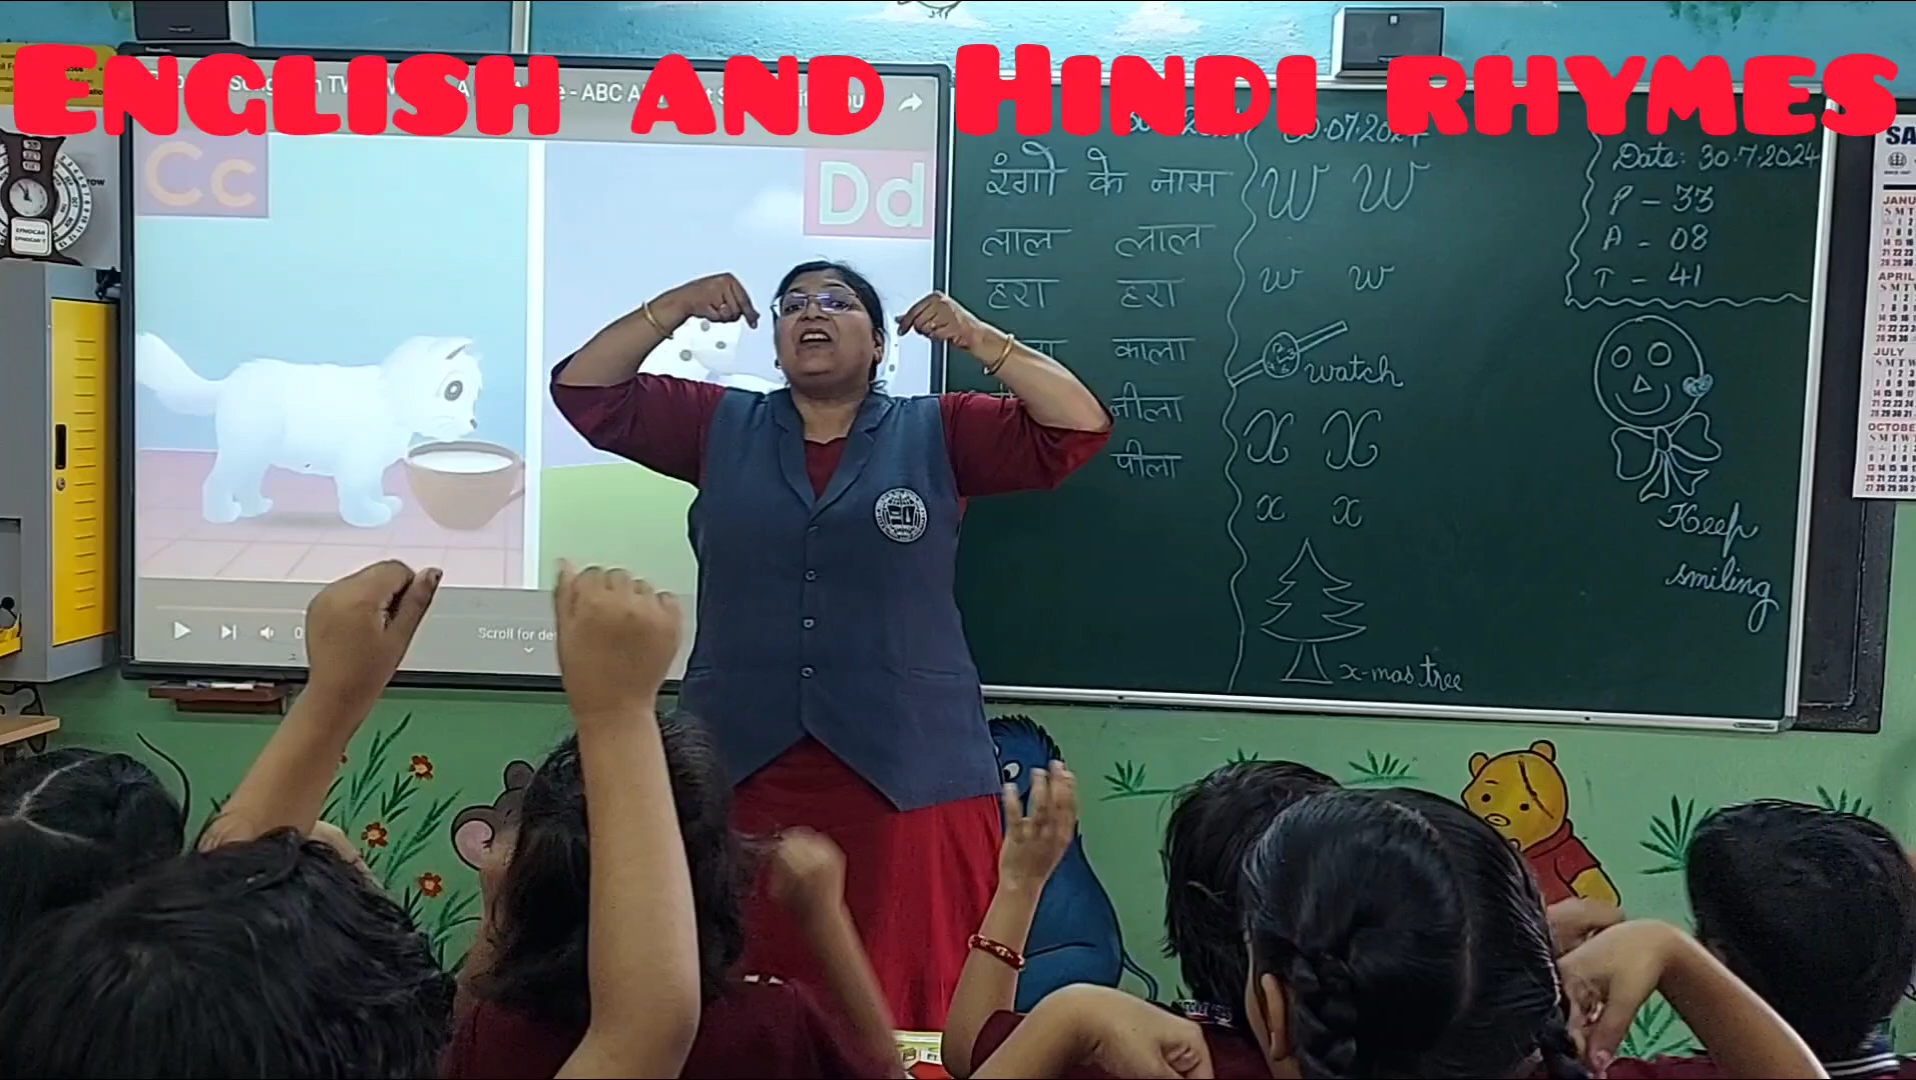 English and Hindi rhymes
- ABC A
Cc
Dd
Scroll for de
07.2024
रंगो के नाम
लाल लाल
हरा हरा
काला
नीला
पीला
W W
w w
watch
X X
x x
x-mas tree
Date: 30.7.2024
P - 33
A - 08
T - 41
Keep
smiling
SA
JANU
APRIL
JULY
OCTOBE